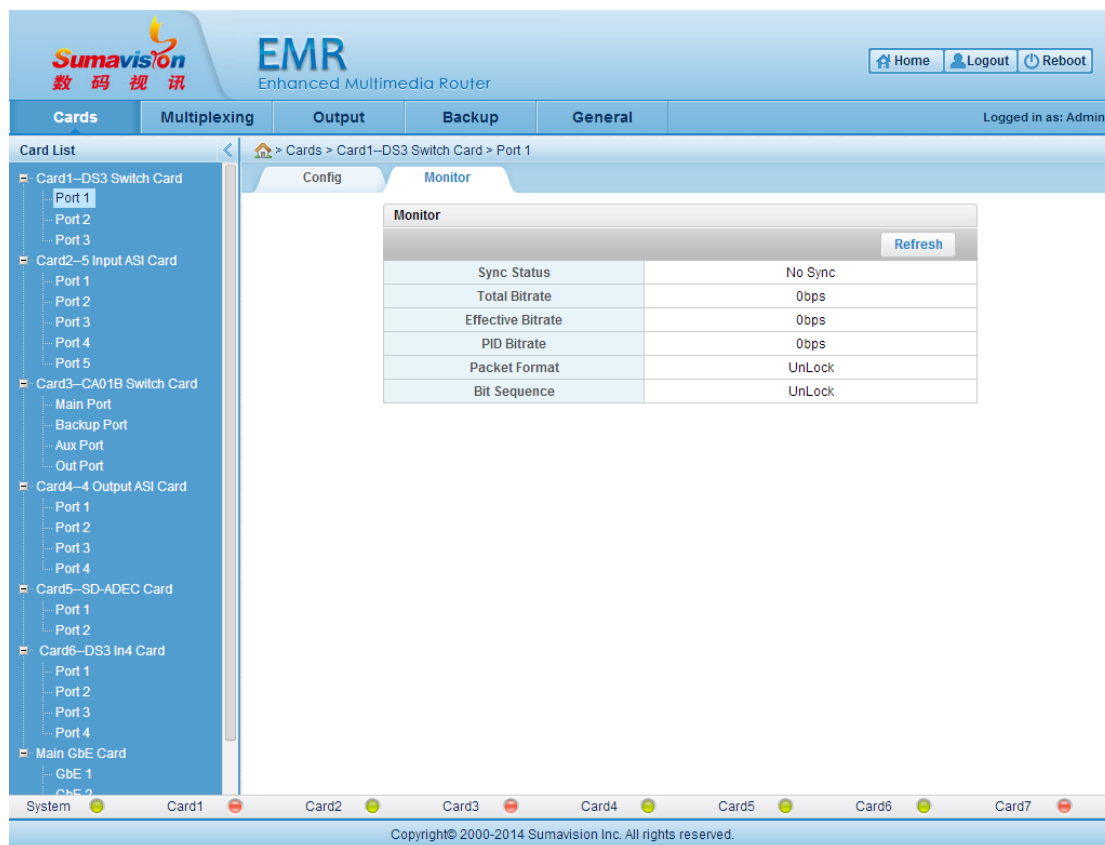 Sumavision
数 码 视 讯
EMR
Enhanced Multimedia Router
Home Logout Reboot
Cards Multiplexing Output Backup General Logged in as: Admin
Card List
> Cards > Card1--DS3 Switch Card > Port 1
Config Monitor
Card1--DS3 Switch Card
Port 1
Port 2
Port 3
Card2--5 Input ASI Card
Port 1
Port 2
Port 3
Port 4
Port 5
Card3--CA01B Switch Card
Main Port
Backup Port
Aux Port
Out Port
Card4--4 Output ASI Card
Port 1
Port 2
Port 3
Port 4
Card5--SD-ADEC Card
Port 1
Port 2
Card6--DS3 In4 Card
Port 1
Port 2
Port 3
Port 4
Main GbE Card
GbE 1
GbE 2
Monitor
Refresh
Sync Status No Sync
Total Bitrate 0bps
Effective Bitrate 0bps
PID Bitrate 0bps
Packet Format UnLock
Bit Sequence UnLock
System Card1 Card2 Card3 Card4 Card5 Card6 Card7
Copyright© 2000-2014 Sumavision Inc. All rights reserved.